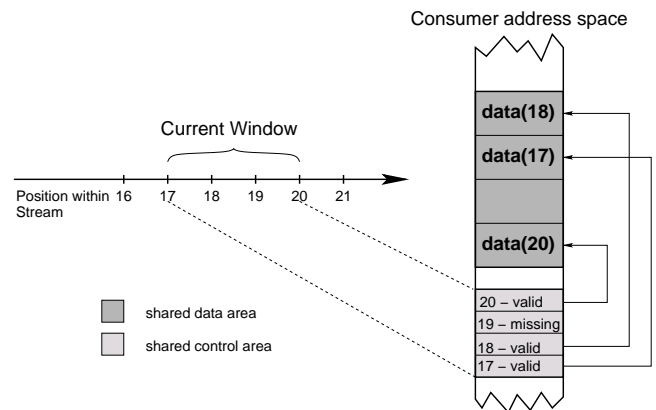 Consumer address space
data(18)
Current Window
data(17)
Position within 16 17 18 19 20 21
Stream
data(20)
20 – valid
shared data area
19 – missing
shared control area
18 – valid
17 – valid